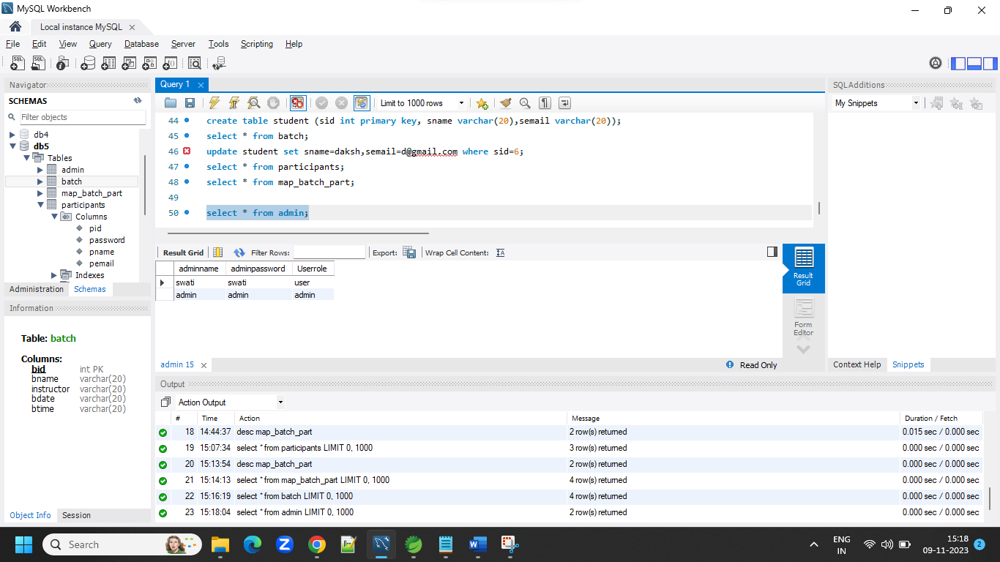 MySQL Workbench
Local instance MySQL
File Edit View Query Database Server Tools Scripting Help
Navigator
SCHEMAS
Filter objects
db4
db5
Tables
admin
batch
map_batch_part
participants
Columns
pid
password
pname
pemail
Indexes
Administration Schemas
Information
Table: batch
Columns:
bid int PK
bname varchar(20)
instructor varchar(20)
bdate varchar(20)
btime varchar(20)
Object Info Session
Query 1
Limit to 1000 rows
44 create table student (sid int primary key, sname varchar(20),semail varchar(20));
45 select * from batch;
46 update student set sname=daksh,semail=d@gmail.com where sid=6;
47 select * from participants;
48 select * from map_batch_part;
49
50 select * from admin;
Result Grid Filter Rows: Export: Wrap Cell Content:
adminname adminpassword Userrole
swati swati user
admin admin admin
Result Grid
Form Editor
admin 15
Read Only
SQLAdditions
My Snippets
Context Help Snippets
Output
Action Output
# Time Action Message Duration / Fetch
18 14:44:37 desc map_batch_part 2 row(s) returned 0.015 sec / 0.000 sec
19 15:07:34 select * from participants LIMIT 0, 1000 3 row(s) returned 0.000 sec / 0.000 sec
20 15:13:54 desc map_batch_part 2 row(s) returned 0.000 sec / 0.000 sec
21 15:14:13 select * from map_batch_part LIMIT 0, 1000 4 row(s) returned 0.000 sec / 0.000 sec
22 15:16:19 select * from batch LIMIT 0, 1000 4 row(s) returned 0.000 sec / 0.000 sec
23 15:18:04 select * from admin LIMIT 0, 1000 2 row(s) returned 0.000 sec / 0.000 sec
Search
ENG
IN
15:18
09-11-2023
2